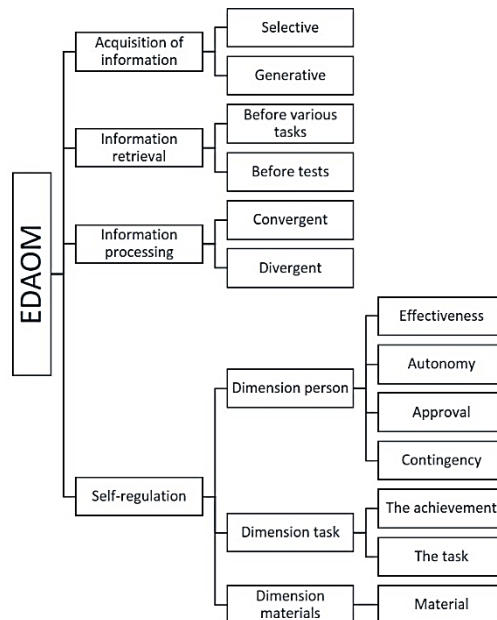 EDAOM
Acquisition of
information
Selective
Generative
Information
retrieval
Before various
tasks
Before tests
Information
processing
Convergent
Divergent
Self-regulation
Dimension person
Effectiveness
Autonomy
Approval
Contingency
Dimension task
The achievement
The task
Dimension
materials
Material